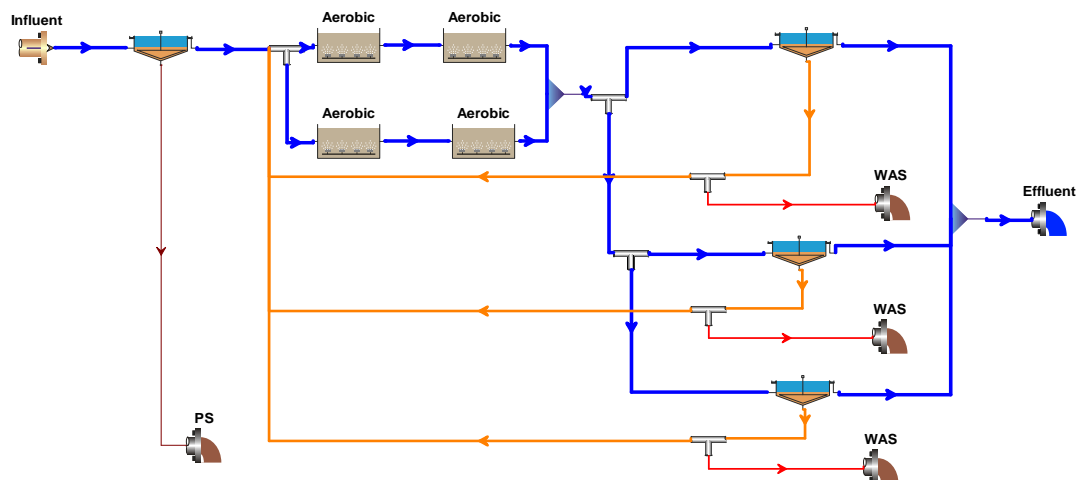 Influent
Aerobic
Aerobic
Aerobic
Aerobic
WAS
Effluent
WAS
PS
WAS